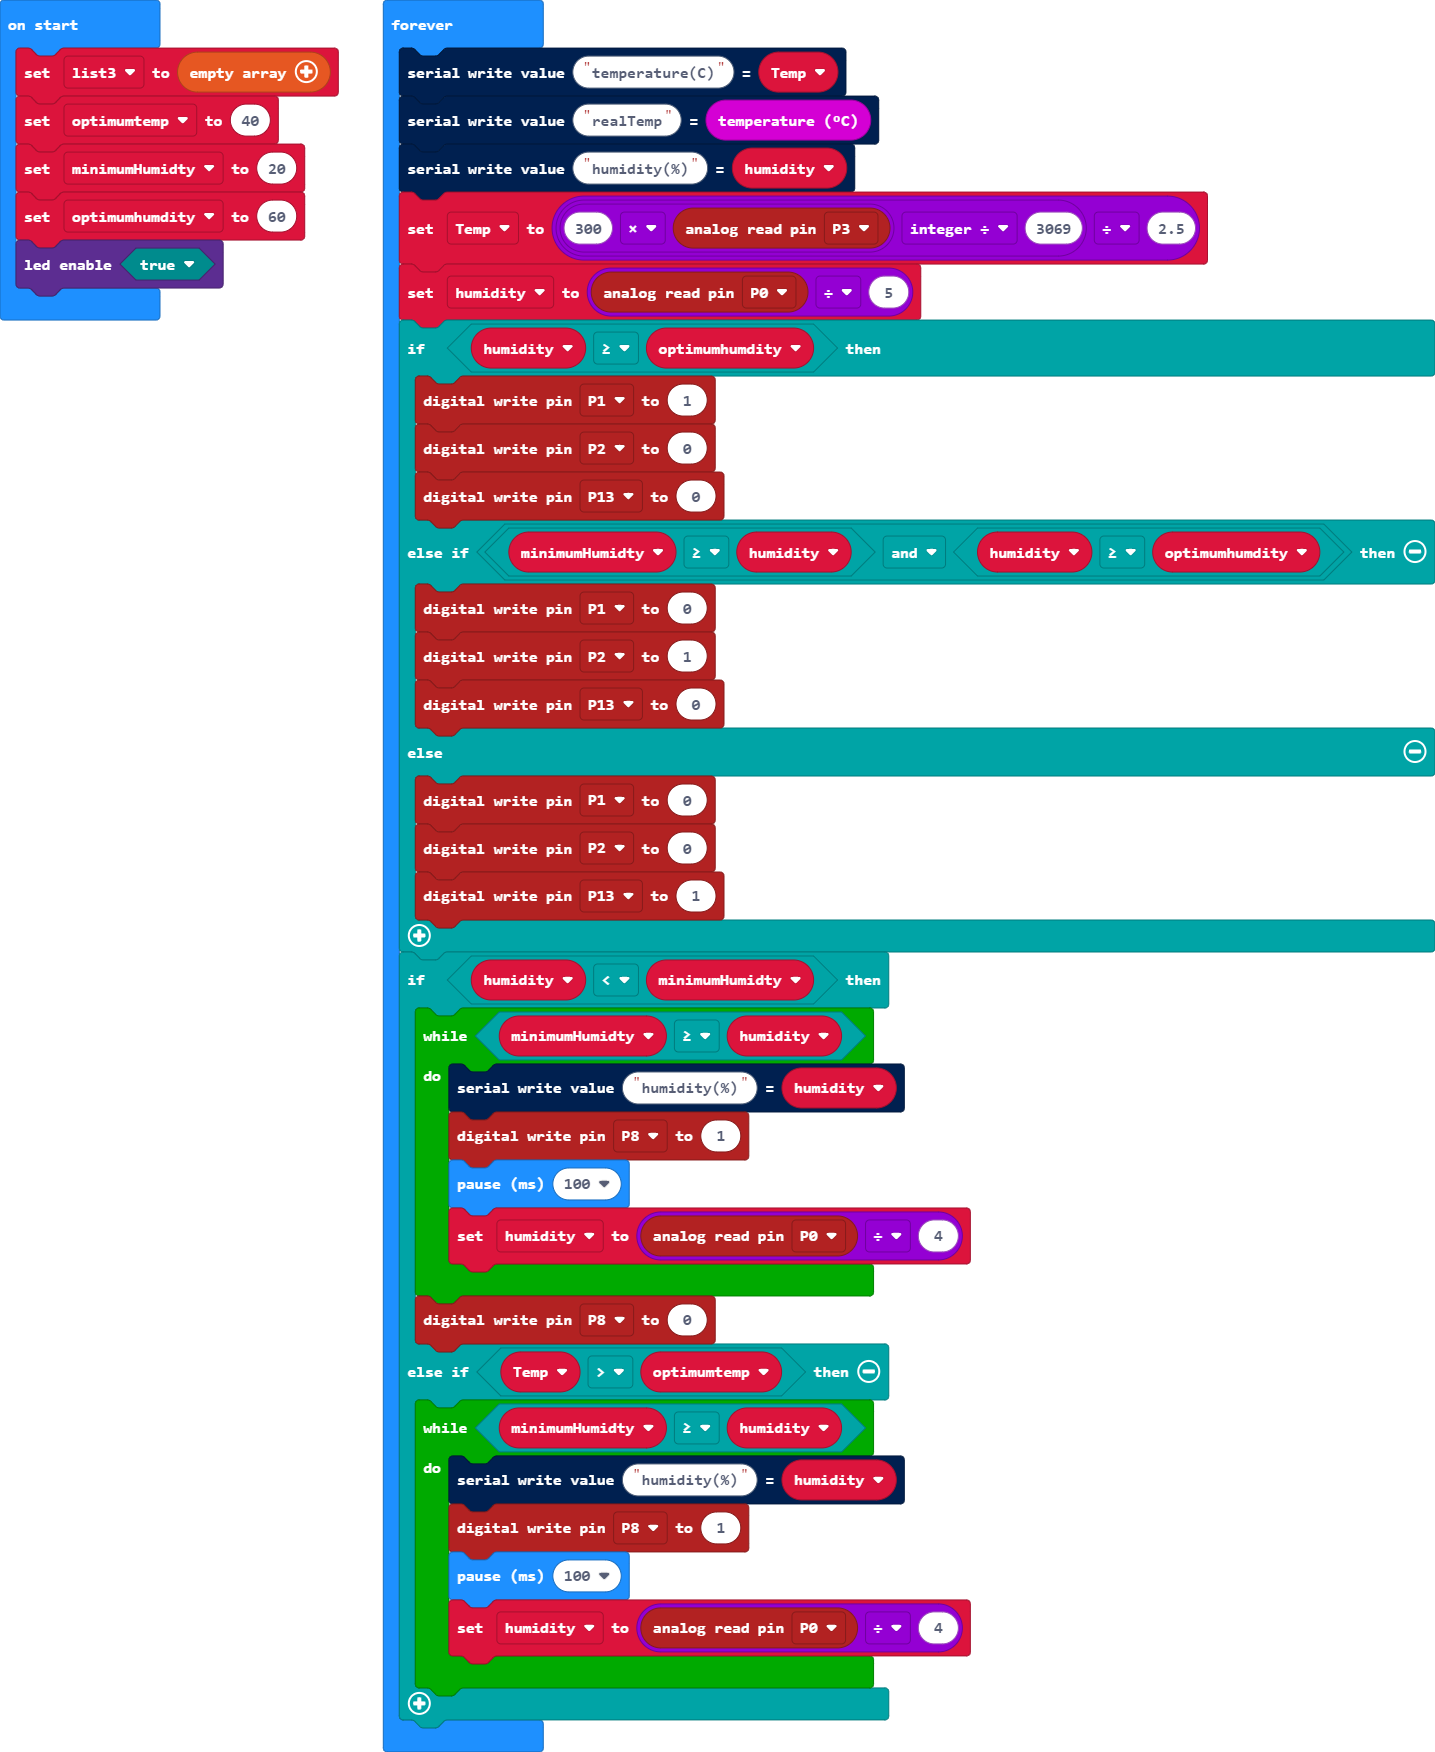 on start
set list3 to empty array
set optimumtemp to 40
set minimumHumidty to 20
set optimumhumdity to 60
led enable true
forever
serial write value "temperature(C)" = Temp
serial write value "realTemp" = temperature (ºC)
serial write value "humidity(%)" = humidity
set Temp to 300 × analog read pin P3 integer ÷ 3069 ÷ 2.5
set humidity to analog read pin P0 ÷ 5
if humidity ≥ optimumhumdity then
digital write pin P1 to 1
digital write pin P2 to 0
digital write pin P13 to 0
else if minimumHumidty ≥ humidity and humidity ≥ optimumhumdity then
digital write pin P1 to 0
digital write pin P2 to 1
digital write pin P13 to 0
else
digital write pin P1 to 0
digital write pin P2 to 0
digital write pin P13 to 1
if humidity < minimumHumidty then
while minimumHumidty ≥ humidity
do serial write value "humidity(%)" = humidity
digital write pin P8 to 1
pause (ms) 100
set humidity to analog read pin P0 ÷ 4
digital write pin P8 to 0
else if Temp > optimumtemp then
while minimumHumidty ≥ humidity
do serial write value "humidity(%)" = humidity
digital write pin P8 to 1
pause (ms) 100
set humidity to analog read pin P0 ÷ 4